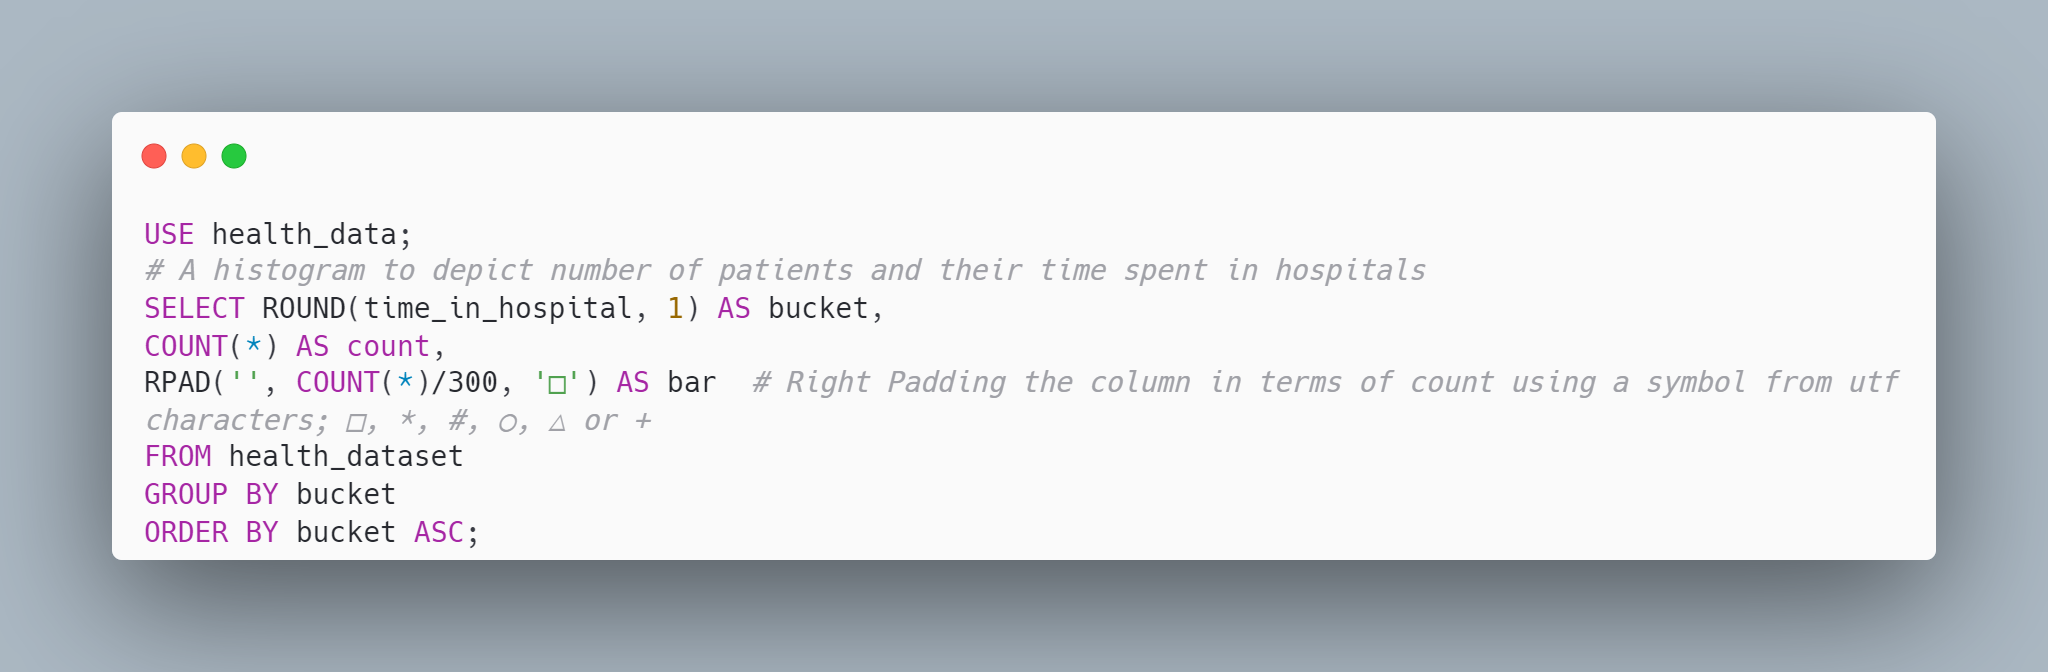 USE health_data;
# A histogram to depict number of patients and their time spent in hospitals
SELECT ROUND(time_in_hospital, 1) AS bucket,
COUNT(*) AS count,
RPAD('', COUNT(*)/300, '□') AS bar  # Right Padding the column in terms of count using a symbol from utf
characters; □, *, #, ○, △ or +
FROM health_dataset
GROUP BY bucket
ORDER BY bucket ASC;